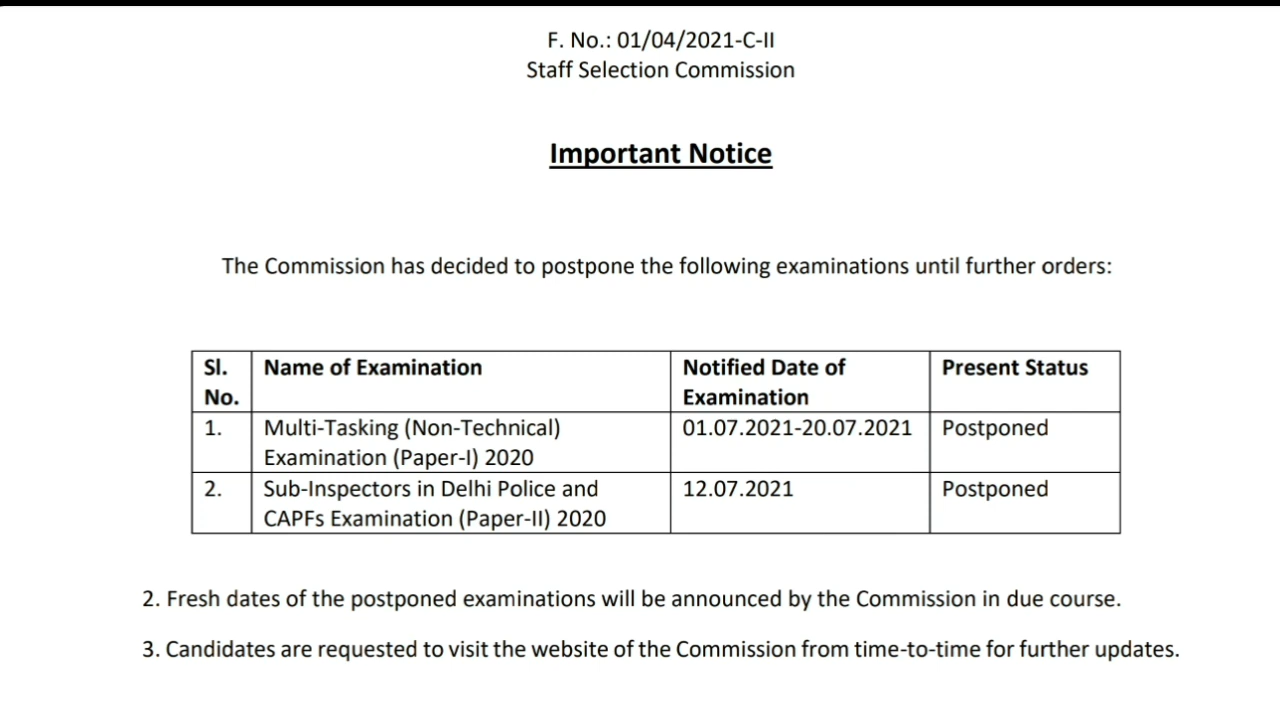 F. No.: 01/04/2021-C-II
Staff Selection Commission
Important Notice
The Commission has decided to postpone the following examinations until further orders:
Sl. No. Name of Examination Notified Date of Examination Present Status
1. Multi-Tasking (Non-Technical) Examination (Paper-I) 2020 01.07.2021-20.07.2021 Postponed
2. Sub-Inspectors in Delhi Police and CAPFs Examination (Paper-II) 2020 12.07.2021 Postponed
2. Fresh dates of the postponed examinations will be announced by the Commission in due course.
3. Candidates are requested to visit the website of the Commission from time-to-time for further updates.